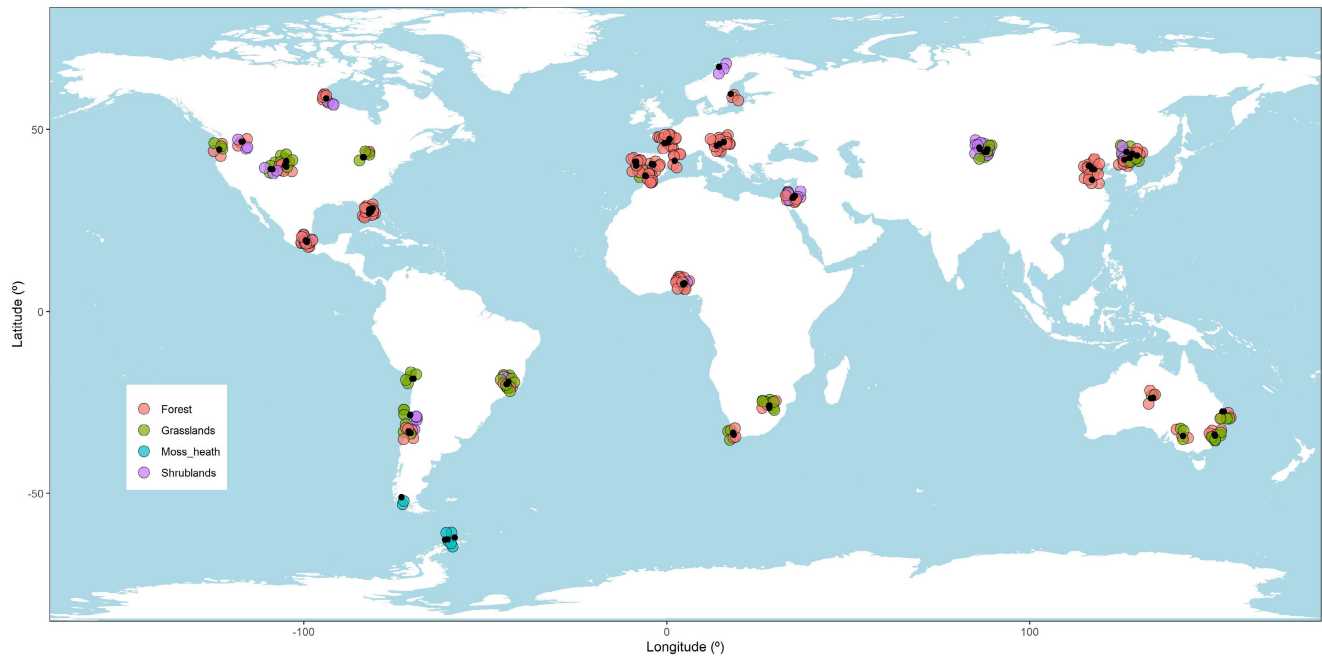 50
0
-50
Latitude (º)
Forest
Grasslands
Moss_heath
Shrublands
-100
0
100
Longitude (º)